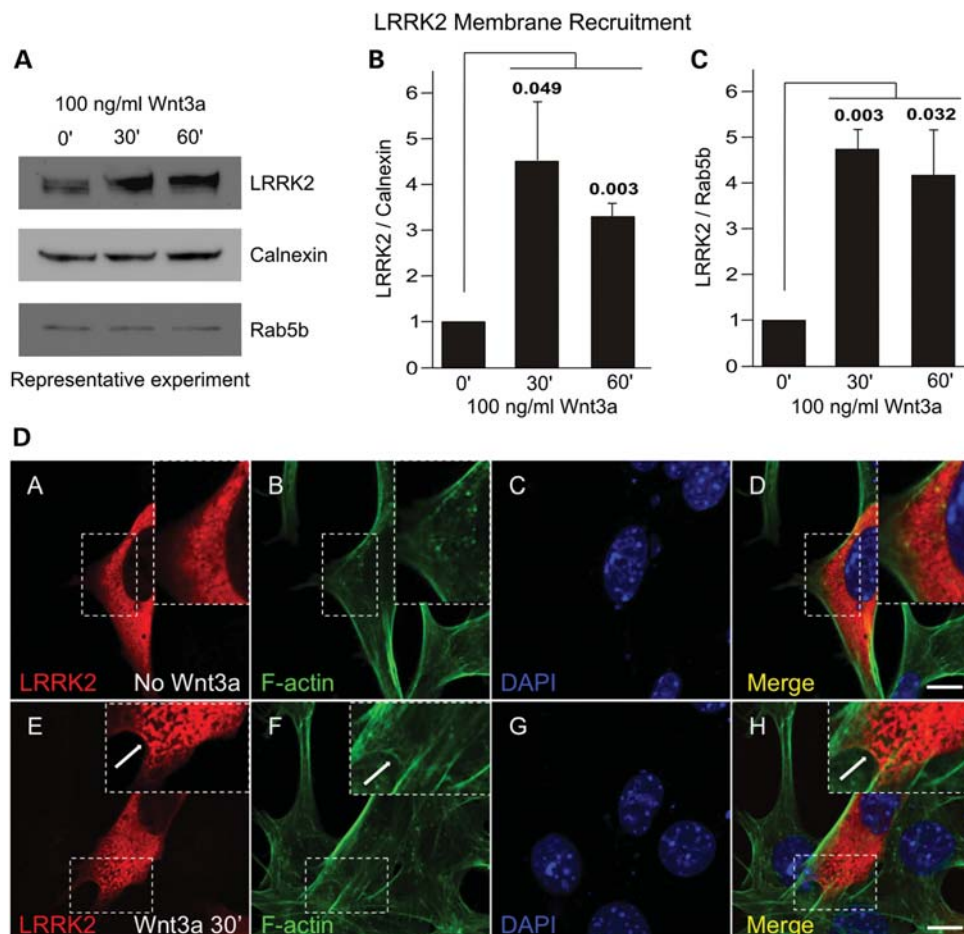 LRRK2 Membrane Recruitment
A
100 ng/ml Wnt3a
0' 30' 60'
LRRK2
Calnexin
Rab5b
Representative experiment
B
LRRK2 / Calnexin
6
5
4
3
2
1
0
0.049
0.003
0' 30' 60'
100 ng/ml Wnt3a
C
LRRK2 / Rab5b
6
5
4
3
2
1
0
0.003 0.032
0' 30' 60'
100 ng/ml Wnt3a
D
A
LRRK2 No Wnt3a
B
F-actin
C
DAPI
D
Merge
E
LRRK2 Wnt3a 30'
F
F-actin
G
DAPI
H
Merge